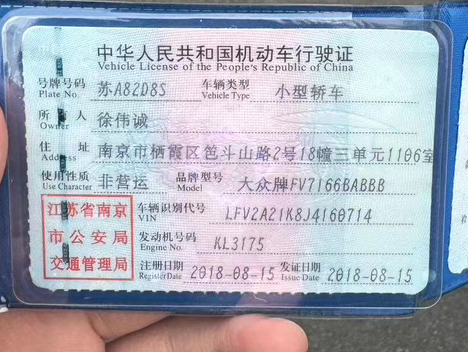 中华人民共和国机动车行驶证
Vehicle License of the People's Republic of China
号牌号码 苏A82D8S 车辆类型 小型轿车
Plate No. Vehicle Type
所有人 徐伟诚
Owner
住址 南京市栖霞区笆斗山路2号18幢三单元1106室
Address
使用性质 非营运 品牌型号 大众牌FV7166BABBB
Use Character Model
江苏省南京 车辆识别代号 LFV2A21K8J4160714
VIN
市公安局 发动机号码 KL3175
Engine No.
交通管理局 注册日期 2018-08-15 发证日期 2018-08-15
Register Date Issue Date